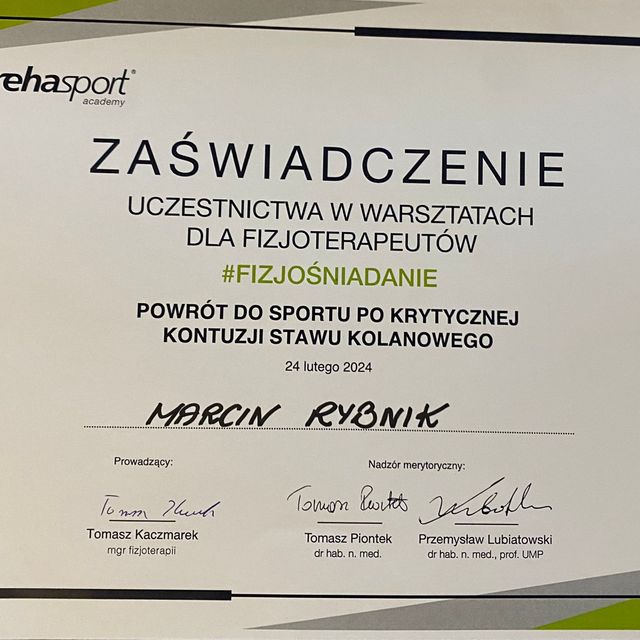 rehasport®
academy
ZAŚWIADCZENIE
UCZESTNICTWA W WARSZTATACH
DLA FIZJOTERAPEUTÓW
#FIZJOŚNIADANIE
POWRÓT DO SPORTU PO KRYTYCZNEJ
KONTUZJI STAWU KOLANOWEGO
24 lutego 2024
MARCIN RYBNIK
Prowadzący:
Nadzór merytoryczny:
Tomasz Kaczmarek
mgr fizjoterapii
Tomasz Piontek
dr hab. n. med.
Przemysław Lubiatowski
dr hab. n. med., prof. UMP